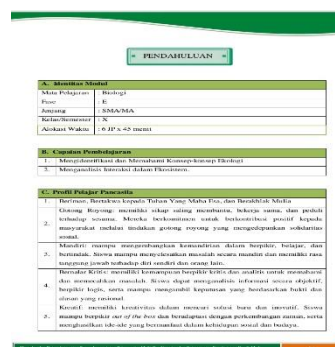 PENDAHULUAN
A. Identitas Modul
Mata Pelajaran : Biologi
Fase : E
Jenjang : SMA/MA
Kelas/Semester : X
Alokasi Waktu : 6 JP x 45 menit
B. Capaian Pembelajaran
1. Mengidentifikasi dan Memahami Konsep-konsep Ekologi
2. Menganalisis Interaksi dalam Ekosistem.
C. Profil Pelajar Pancasila
1. Beriman, Bertakwa kepada Tuhan Yang Maha Esa, dan Berakhlak Mulia
2. Gotong Royong: memiliki sikap saling membantu, bekerja sama, dan peduli
terhadap sesama. Mereka berkomitmen untuk berkontribusi positif kepada
masyarakat melalui tindakan gotong royong yang mengedepankan solidaritas
sosial.
3. Mandiri: mampu mengembangkan kemandirian dalam berpikir, belajar, dan
bertindak. Siswa mampu menyelesaikan masalah secara mandiri dan memiliki rasa
tanggung jawab terhadap diri sendiri dan orang lain.
4. Bernalar Kritis: memiliki kemampuan berpikir kritis dan analitis untuk memahami
dan memecahkan masalah. Siswa dapat menganalisis informasi secara objektif,
berpikir logis, serta mampu mengambil keputusan yang berdasarkan bukti dan
alasan yang rasional.
5. Kreatif: memiliki kreativitas dalam mencari solusi baru dan inovatif. Siswa
mampu berpikir out of the box dan beradaptasi dengan perkembangan zaman, serta
menghasilkan ide-ide yang bermanfaat dalam kehidupan sosial dan budaya.